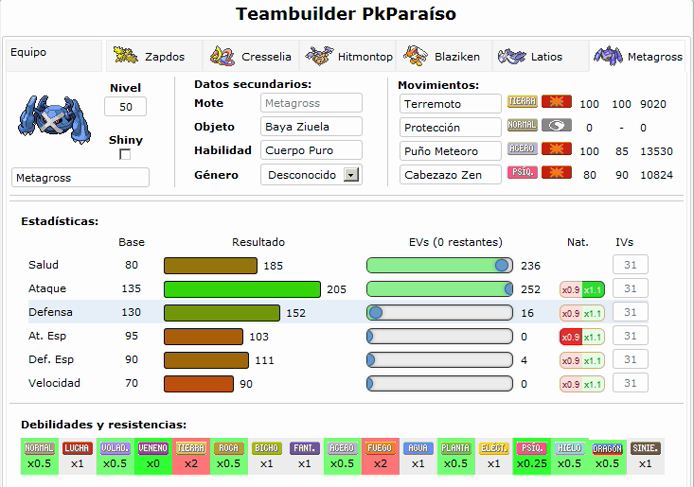 Teambuilder PkParaíso
Equipo Zapdos Cresselia Hitmontop Blaziken Latios Metagross
Nivel
50
Shiny
Metagross
Datos secundarios:
Mote Metagross
Objeto Baya Ziuela
Habilidad Cuerpo Puro
Género Desconocido
Movimientos:
Terremoto TIERRA 100 100 9020
Protección NORMAL 0 - 0
Puño Meteoro ACERO 100 85 13530
Cabezazo Zen PSÍQ. 80 90 10824
Estadísticas:
Base Resultado EVs (0 restantes) Nat. IVs
Salud 80 185 236 31
Ataque 135 205 252 x0.9 x1.1 31
Defensa 130 152 16 x0.9 x1.1 31
At. Esp 95 103 0 x0.9 x1.1 31
Def. Esp 90 111 4 x0.9 x1.1 31
Velocidad 70 90 0 x0.9 x1.1 31
Debilidades y resistencias:
NORMAL LUCHA VOLAD. VENENO TIERRA ROCA BICHO FANT. ACERO FUEGO AGUA PLANTA ELÉCT. PSÍQ. HIELO DRAGÓN SINIE.
x0.5 x1 x0.5 x0 x2 x0.5 x1 x1 x0.5 x2 x1 x0.5 x1 x0.25 x0.5 x0.5 x1